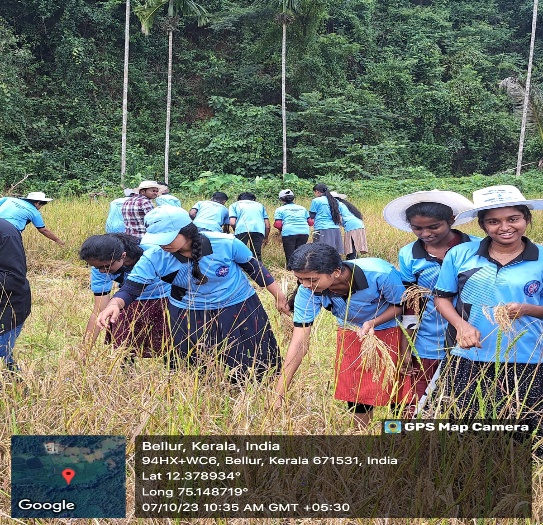 GPS Map Camera
Bellur, Kerala, India
94HX+WC6, Bellur, Kerala 671531, India
Lat 12.378934°
Long 75.148719°
07/10/23 10:35 AM GMT +05:30
Google